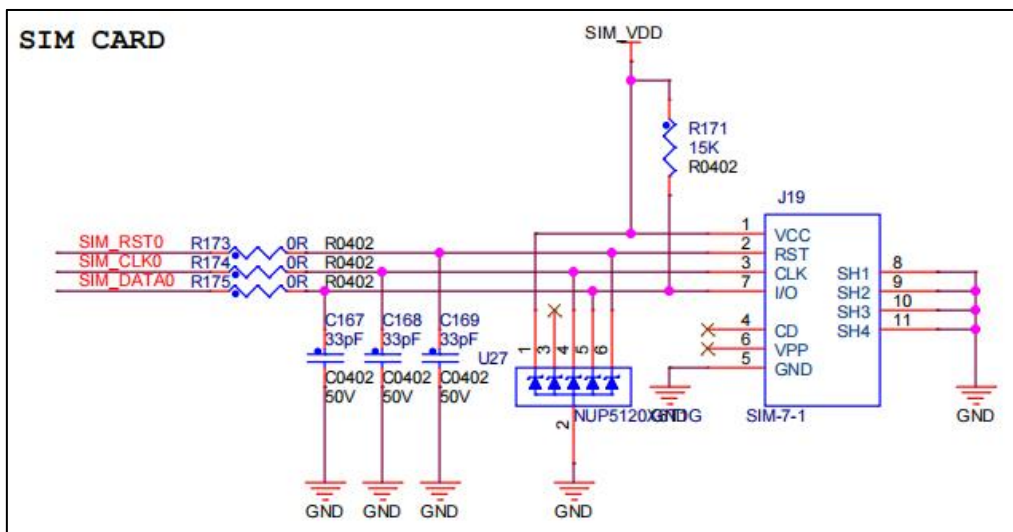 SIM CARD
SIM_VDD
R171
15K
R0402
J19
SIM_RST0 R173 0R R0402
SIM_CLK0 R174 0R R0402
SIM_DATA0 R175 0R R0402
1 VCC
2 RST
3 CLK SH1 8
7 I/O SH2 9
SH3 10
4 CD SH4 11
6 VPP
5 GND
SIM-7-1
C167 C168 C169
33pF 33pF 33pF
C0402 C0402 C0402
50V 50V 50V
U27
1 3 4 5 6
2
GND
GND
GND GND GND GND